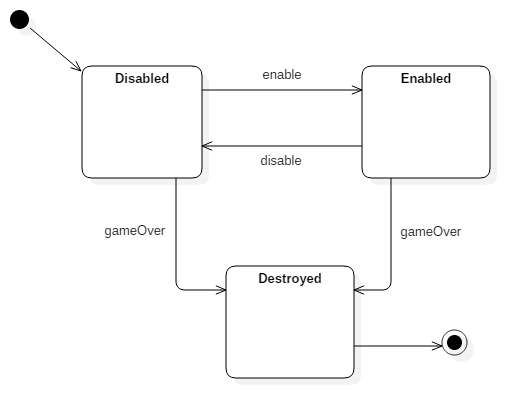 enable
Disabled
Enabled
disable
gameOver
gameOver
Destroyed